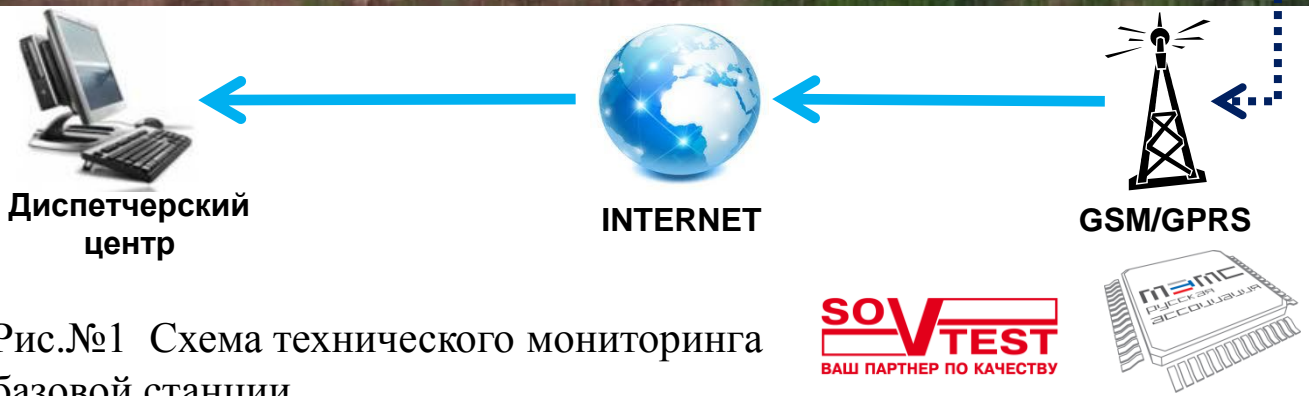 Диспетчерский
центр
INTERNET
GSM/GPRS
Рис.№1 Схема технического мониторинга
базовой станции
SOVTEST
ВАШ ПАРТНЕР ПО КАЧЕСТВУ
МЭМС
РУССКАЯ
АССОЦИАЦИЯ